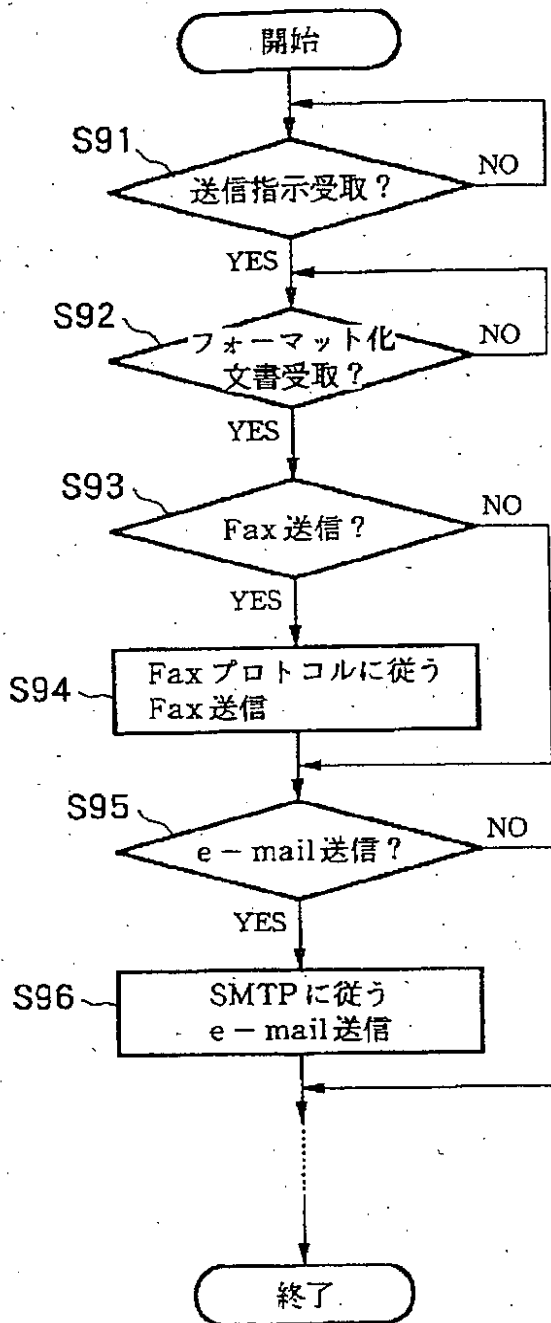 開始
S91
送信指示受取?
NO
YES
S92
フォーマット化
文書受取?
NO
YES
S93
Fax送信?
NO
YES
S94
Faxプロトコルに従う
Fax送信
S95
e-mail送信?
NO
YES
S96
SMTPに従う
e-mail送信
終了